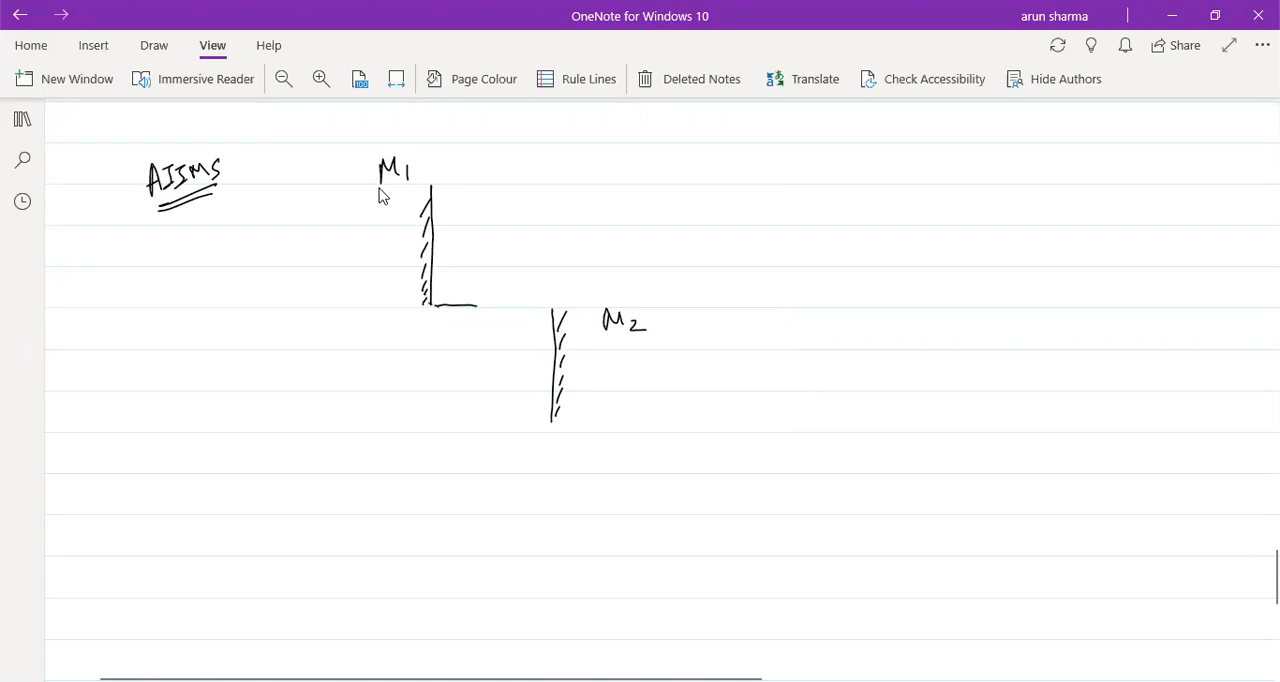 OneNote for Windows 10
arun sharma
Home Insert Draw View Help
Share
New Window Immersive Reader Page Colour Rule Lines Deleted Notes Translate Check Accessibility Hide Authors
AIIMS
M1
M2